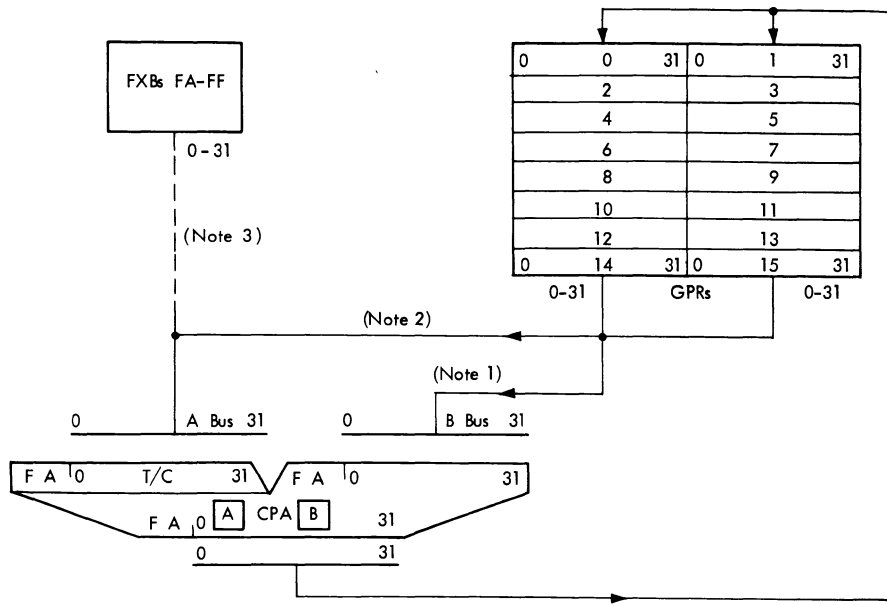 FXBs FA-FF
0-31
0 0 31 0 1 31
2 3
4 5
6 7
8 9
10 11
12 13
0 14 31 0 15 31
0-31 GPRs 0-31
(Note 3)
(Note 2)
(Note 1)
0 A Bus 31
0 B Bus 31
F A 0 T/C 31
F A 0 31
F A 0 A CPA B 31
0 31